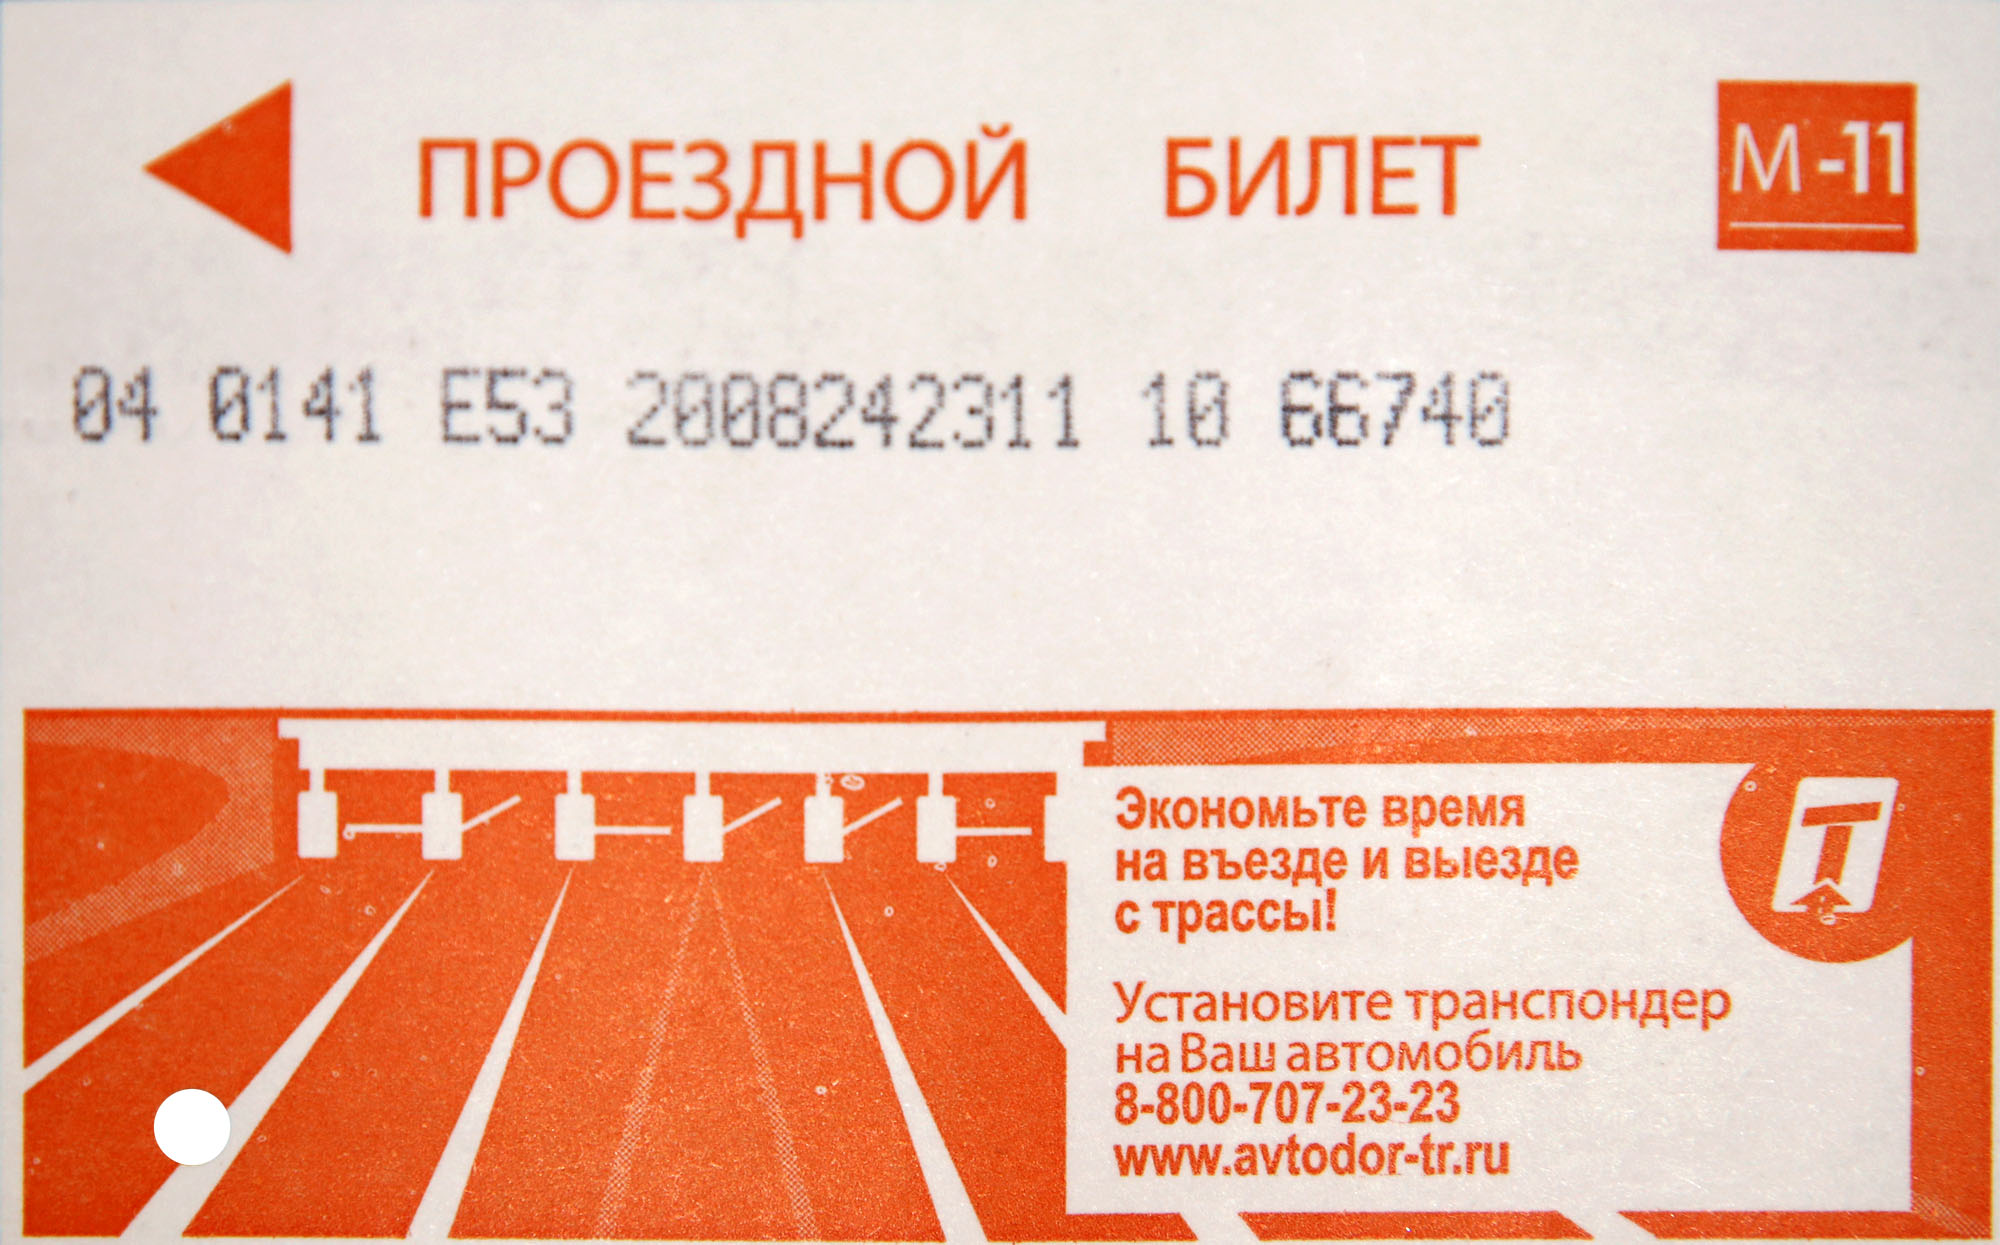 ПРОЕЗДНОЙ БИЛЕТ М-11
04 0141 E53 2008242311 10 66740
Экономьте время
на въезде и выезде
с трассы!
Т
Установите транспондер
на Ваш автомобиль
8-800-707-23-23
www.avtodor-tr.ru